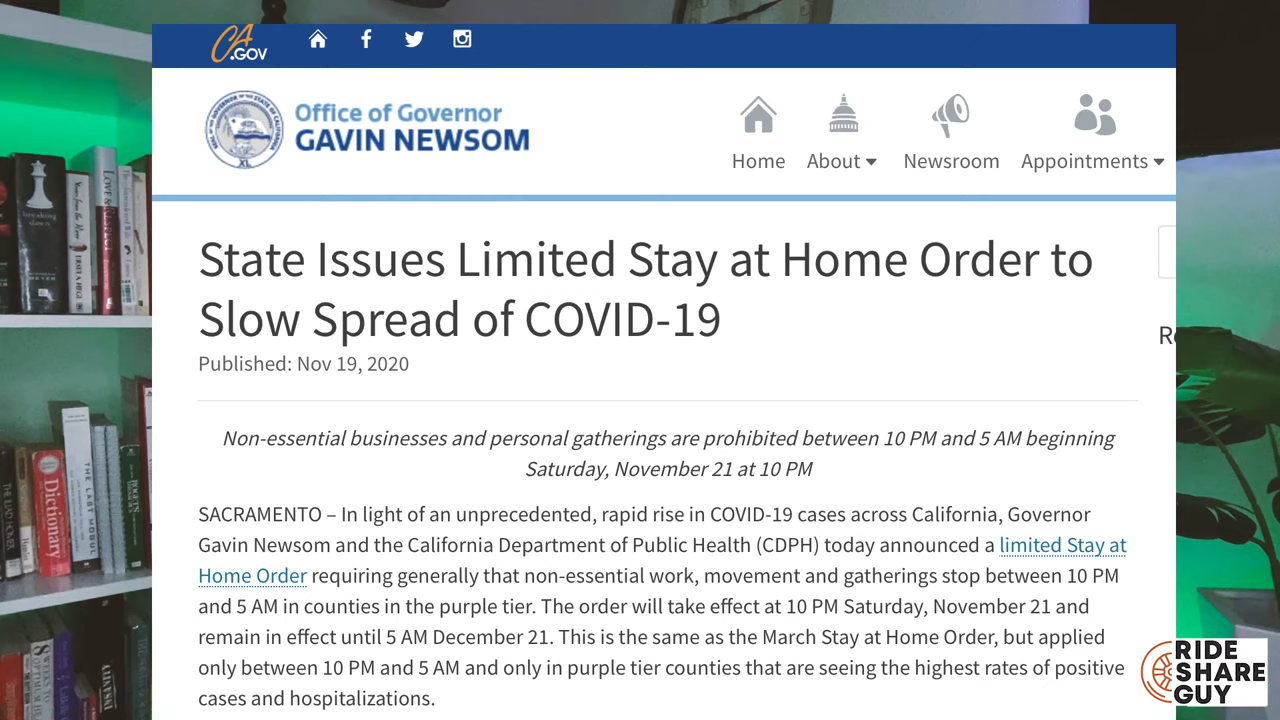 CA
.GOV
Office of Governor
GAVIN NEWSOM
Home About Newsroom Appointments
State Issues Limited Stay at Home Order to
Slow Spread of COVID-19
Published: Nov 19, 2020
Non-essential businesses and personal gatherings are prohibited between 10 PM and 5 AM beginning
Saturday, November 21 at 10 PM
SACRAMENTO – In light of an unprecedented, rapid rise in COVID-19 cases across California, Governor
Gavin Newsom and the California Department of Public Health (CDPH) today announced a limited Stay at
Home Order requiring generally that non-essential work, movement and gatherings stop between 10 PM
and 5 AM in counties in the purple tier. The order will take effect at 10 PM Saturday, November 21 and
remain in effect until 5 AM December 21. This is the same as the March Stay at Home Order, but applied
only between 10 PM and 5 AM and only in purple tier counties that are seeing the highest rates of positive
cases and hospitalizations.
breaking dawn
LOVE & RESPECT
Dictionary
THE LAST MOGUL
RIDE
SHARE
GUY